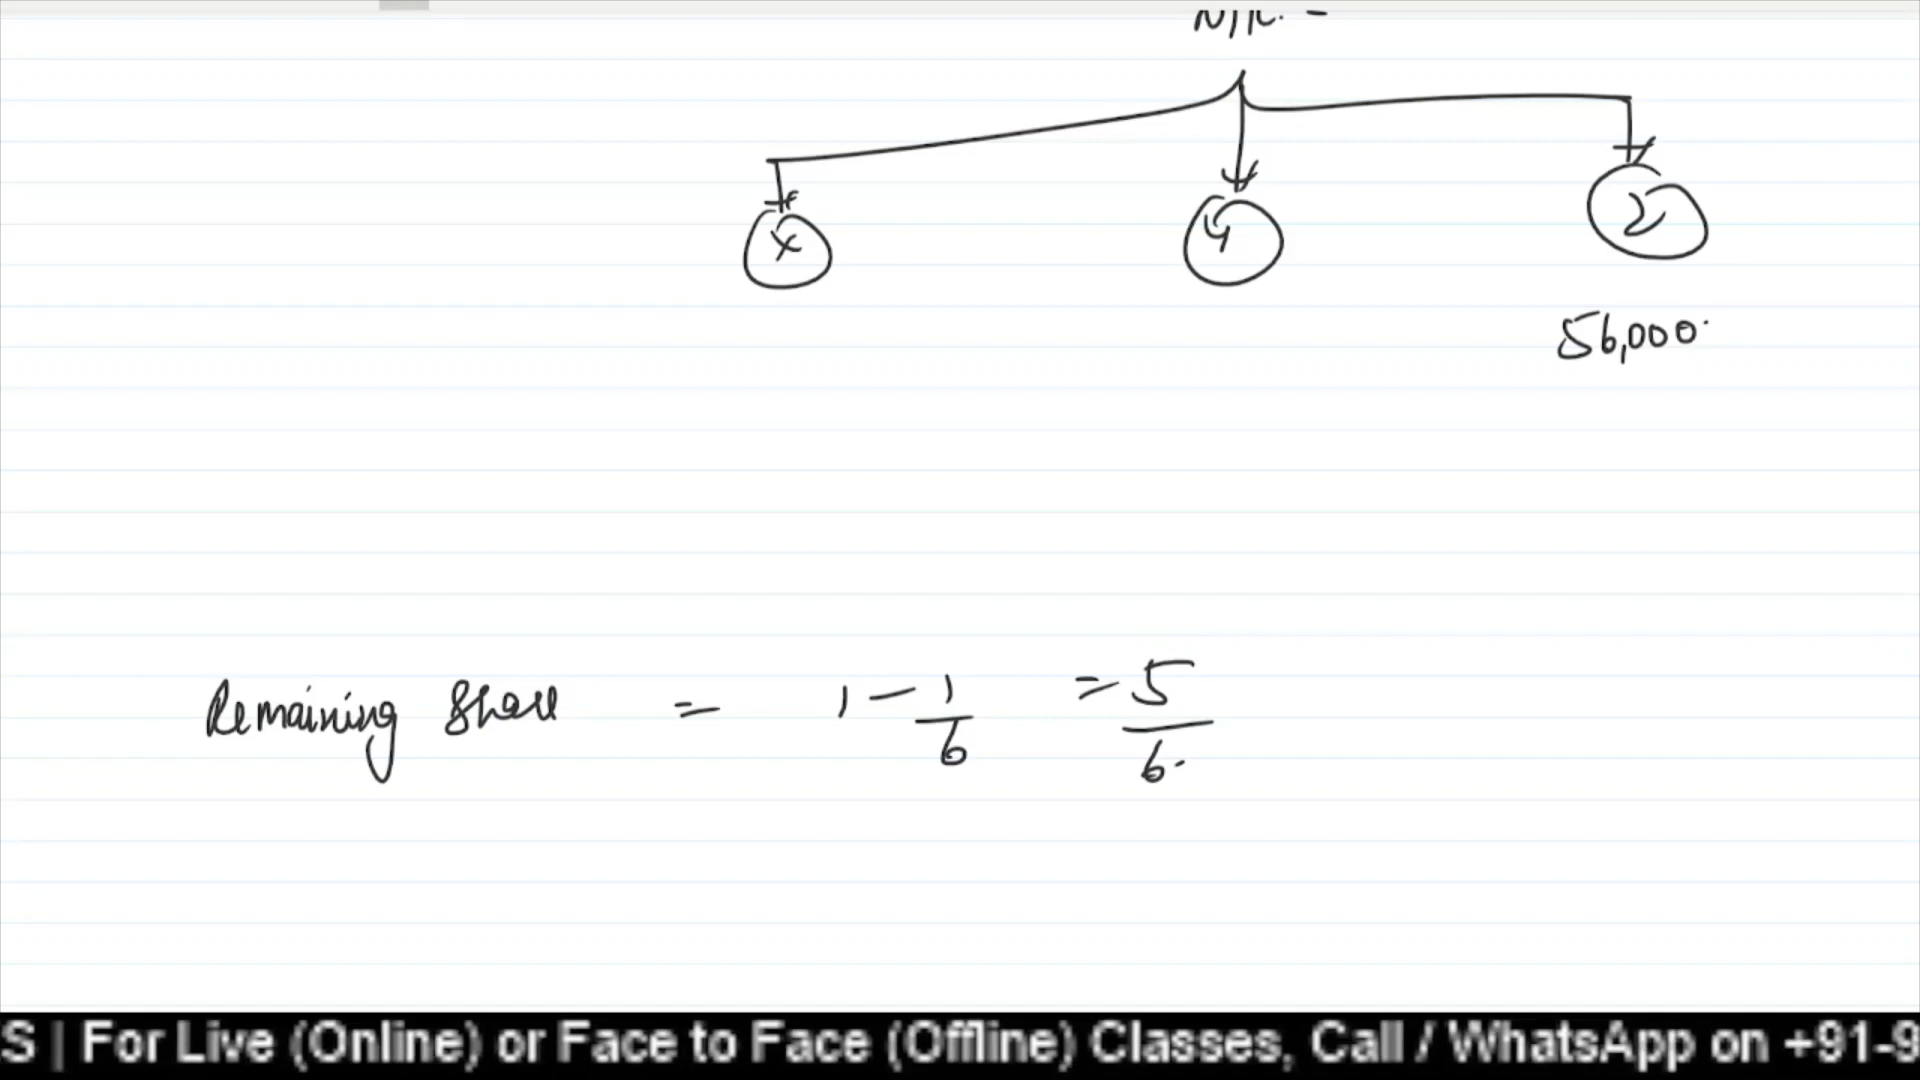 X Y Z
56,000
Remaining Share = 1 - 1/6 = 5/6
S | For Live (Online) or Face to Face (Offline) Classes, Call / WhatsApp on +91-9